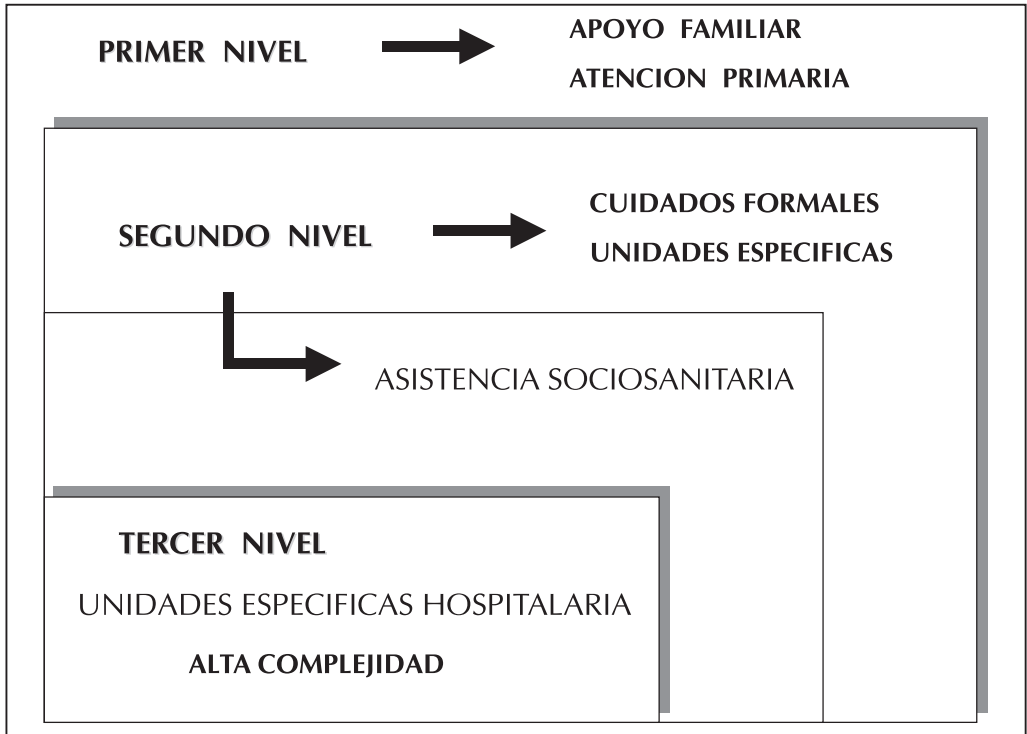 PRIMER NIVEL
APOYO FAMILIAR
ATENCION PRIMARIA
SEGUNDO NIVEL
CUIDADOS FORMALES
UNIDADES ESPECIFICAS
ASISTENCIA SOCIOSANITARIA
TERCER NIVEL
UNIDADES ESPECIFICAS HOSPITALARIA
ALTA COMPLEJIDAD